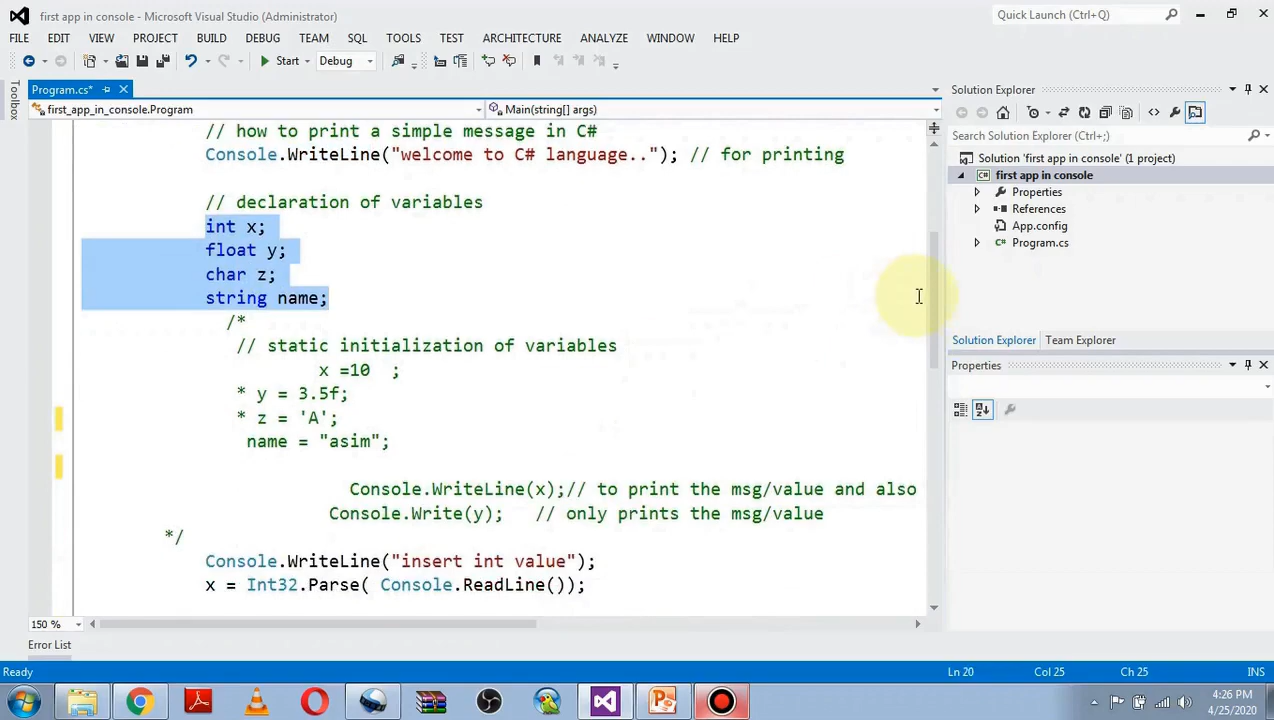 first app in console - Microsoft Visual Studio (Administrator)
Quick Launch (Ctrl+Q)
FILE EDIT VIEW PROJECT BUILD DEBUG TEAM SQL TOOLS TEST ARCHITECTURE ANALYZE WINDOW HELP
Start Debug
Toolbox
Program.cs*
first_app_in_console.Program
Main(string[] args)
// how to print a simple message in C#
Console.WriteLine("welcome to C# language.."); // for printing
// declaration of variables
int x;
float y;
char z;
string name;
/*
// static initialization of variables
x =10 ;
* y = 3.5f;
* z = 'A';
name = "asim";
Console.WriteLine(x);// to print the msg/value and also
Console.Write(y); // only prints the msg/value
*/
Console.WriteLine("insert int value");
x = Int32.Parse( Console.ReadLine());
150 %
Error List
Solution Explorer
Search Solution Explorer (Ctrl+;)
Solution 'first app in console' (1 project)
C# first app in console
Properties
References
App.config
C# Program.cs
Solution Explorer Team Explorer
Properties
Ready
Ln 20 Col 25 Ch 25 INS
4:26 PM
4/25/2020